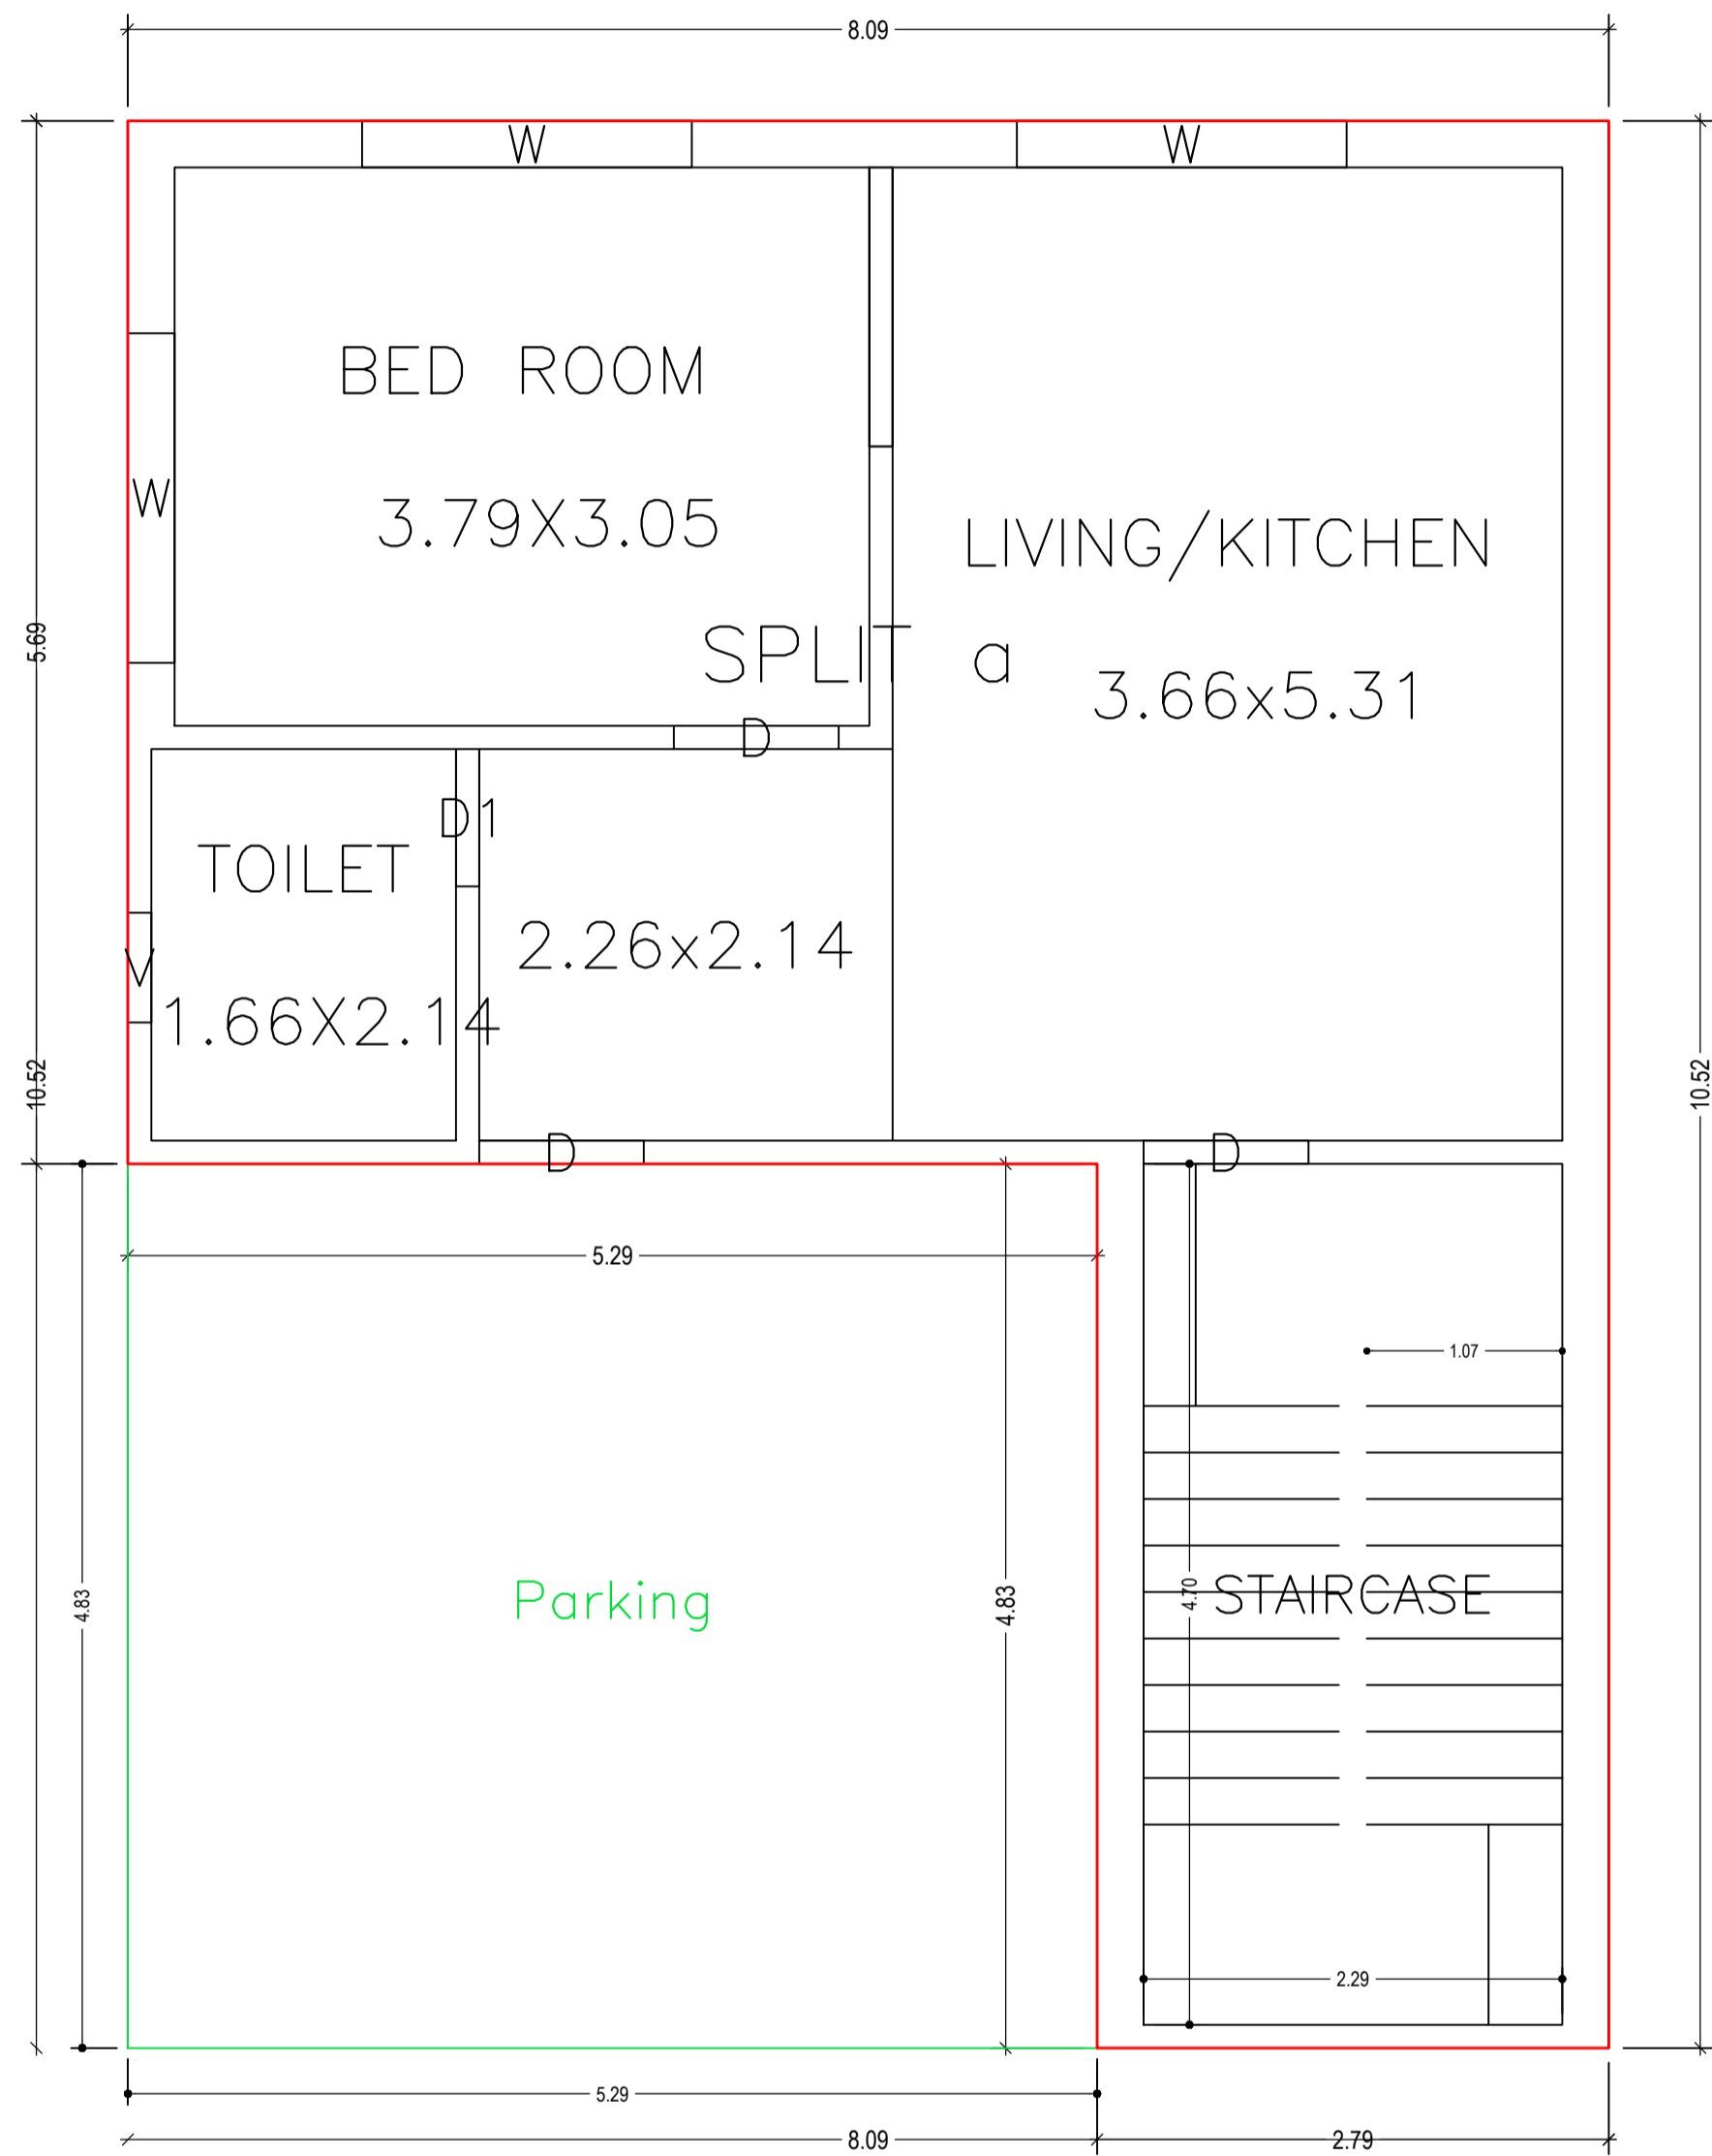 8.09
W
W
BED ROOM
3.79X3.05
W
LIVING/KITCHEN
3.66x5.31
SPLIT a
5.69
D
D1
TOILET
2.26x2.14
V
1.66X2.14
10.52
10.52
D
D
5.29
1.07
Parking
4.83
4.83
4.70
STAIRCASE
2.29
5.29
8.09
2.79